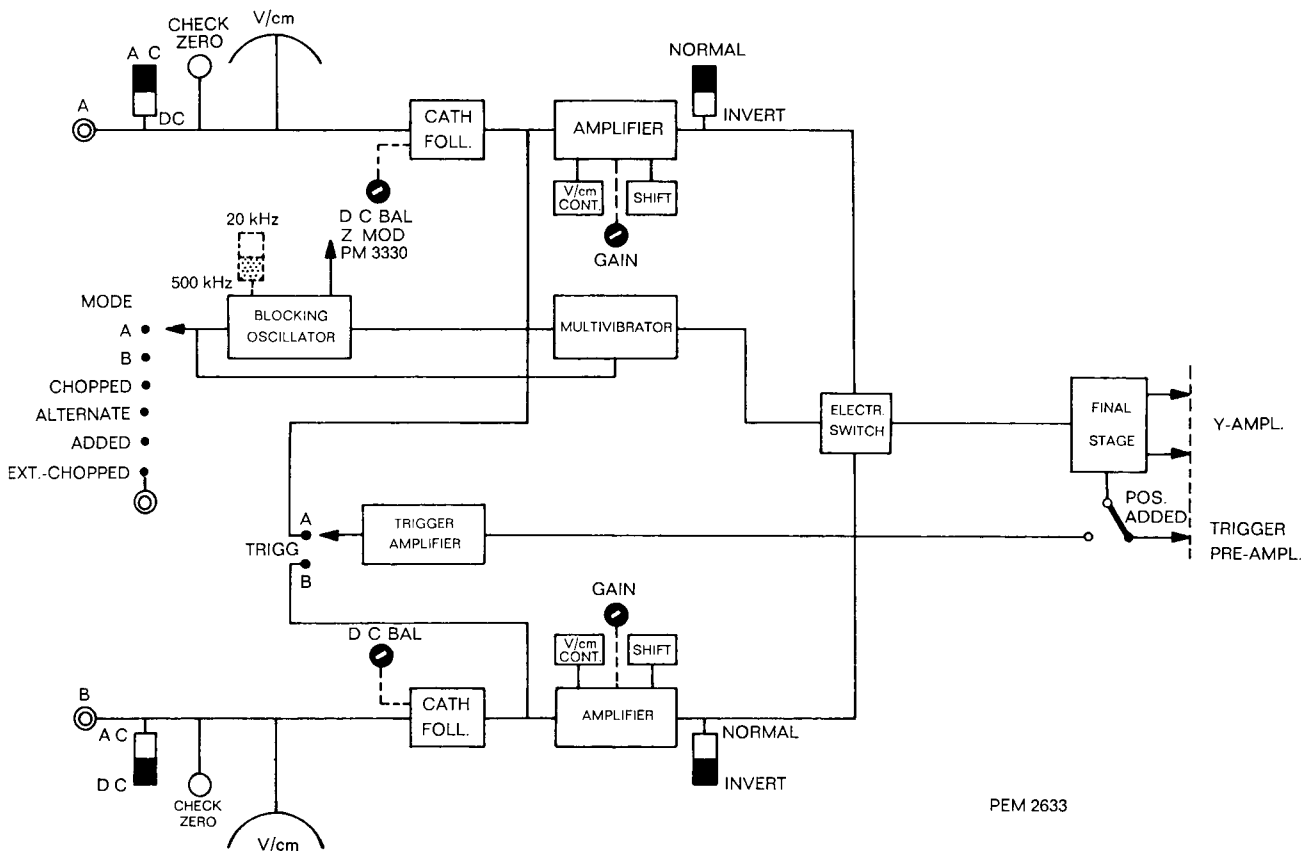 CHECK
ZERO
V/cm
A C
DC
A
CATH
FOLL.
AMPLIFIER
NORMAL
INVERT
V/cm
CONT.
SHIFT
GAIN
D C BAL
Z MOD
PM 3330
20 kHz
500 kHz
BLOCKING
OSCILLATOR
MULTIVIBRATOR
MODE
A
B
CHOPPED
ALTERNATE
ADDED
EXT.-CHOPPED
ELECTR.
SWITCH
FINAL
STAGE
Y-AMPL.
POS.
ADDED
TRIGGER
PRE-AMPL.
A
TRIGG
B
TRIGGER
AMPLIFIER
GAIN
D C BAL
V/cm
CONT.
SHIFT
B
A C
D C
CATH
FOLL.
AMPLIFIER
NORMAL
INVERT
CHECK
ZERO
V/cm
PEM 2633